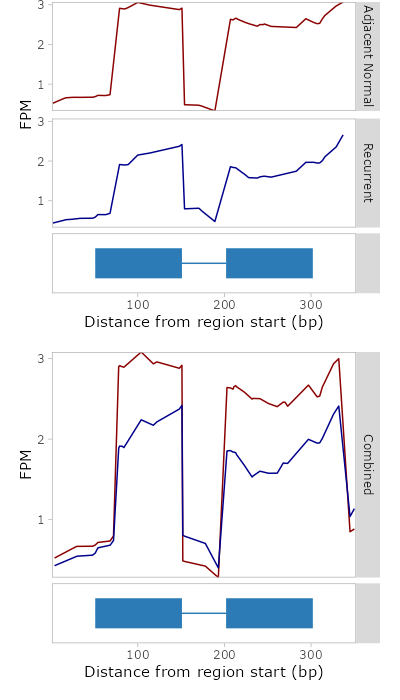 3
2
1
Adjacent Normal
FPM
3
2
1
Recurrent
100
200
300
Distance from region start (bp)
3
2
1
FPM
Combined
100
200
300
Distance from region start (bp)